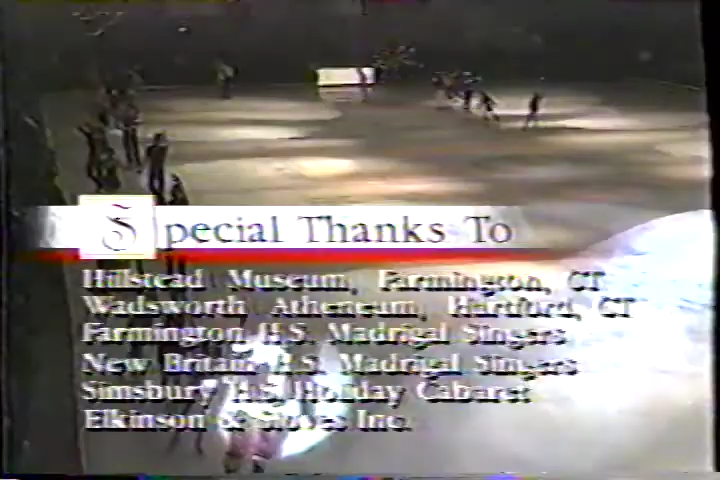 Special Thanks To
Hillstead Museum, Farmington, CT
Wadsworth Atheneum, Hartford, CT
Farmington H.S. Madrigal Singers
New Britain H.S. Madrigal Singers
Simsbury H.S. Holiday Cabaret
Elkinson & Inc.